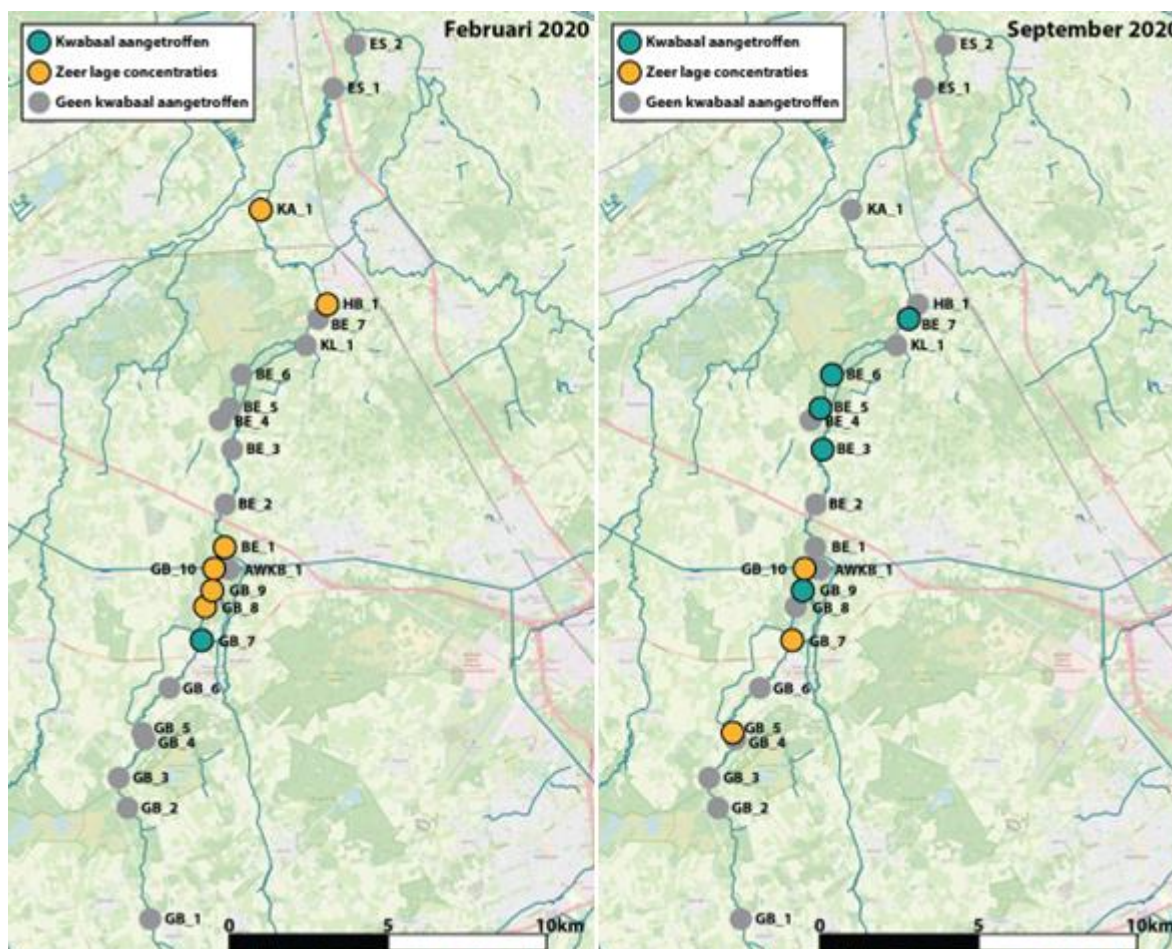 Februari 2020
Kwabaal aangetroffen
Zeer lage concentraties
Geen kwabaal aangetroffen
ES_2
ES_1
KA_1
HB_1
BE_7
KL_1
BE_6
BE_5
BE_4
BE_3
BE_2
BE_1
GB_10
AWKB_1
GB_9
GB_8
GB_7
GB_6
GB_5
GB_4
GB_3
GB_2
GB_1
0 5 10km
September 2020
Kwabaal aangetroffen
Zeer lage concentraties
Geen kwabaal aangetroffen
ES_2
ES_1
KA_1
HB_1
BE_7
KL_1
BE_6
BE_5
BE_4
BE_3
BE_2
BE_1
GB_10
AWKB_1
GB_9
GB_8
GB_7
GB_6
GB_5
GB_4
GB_3
GB_2
GB_1
0 5 10km